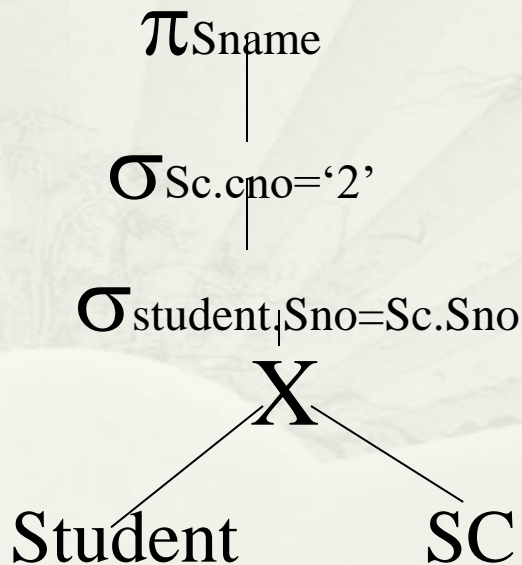 πSname
σSc.cno=‘2’
σstudent.Sno=Sc.Sno
X
Student SC